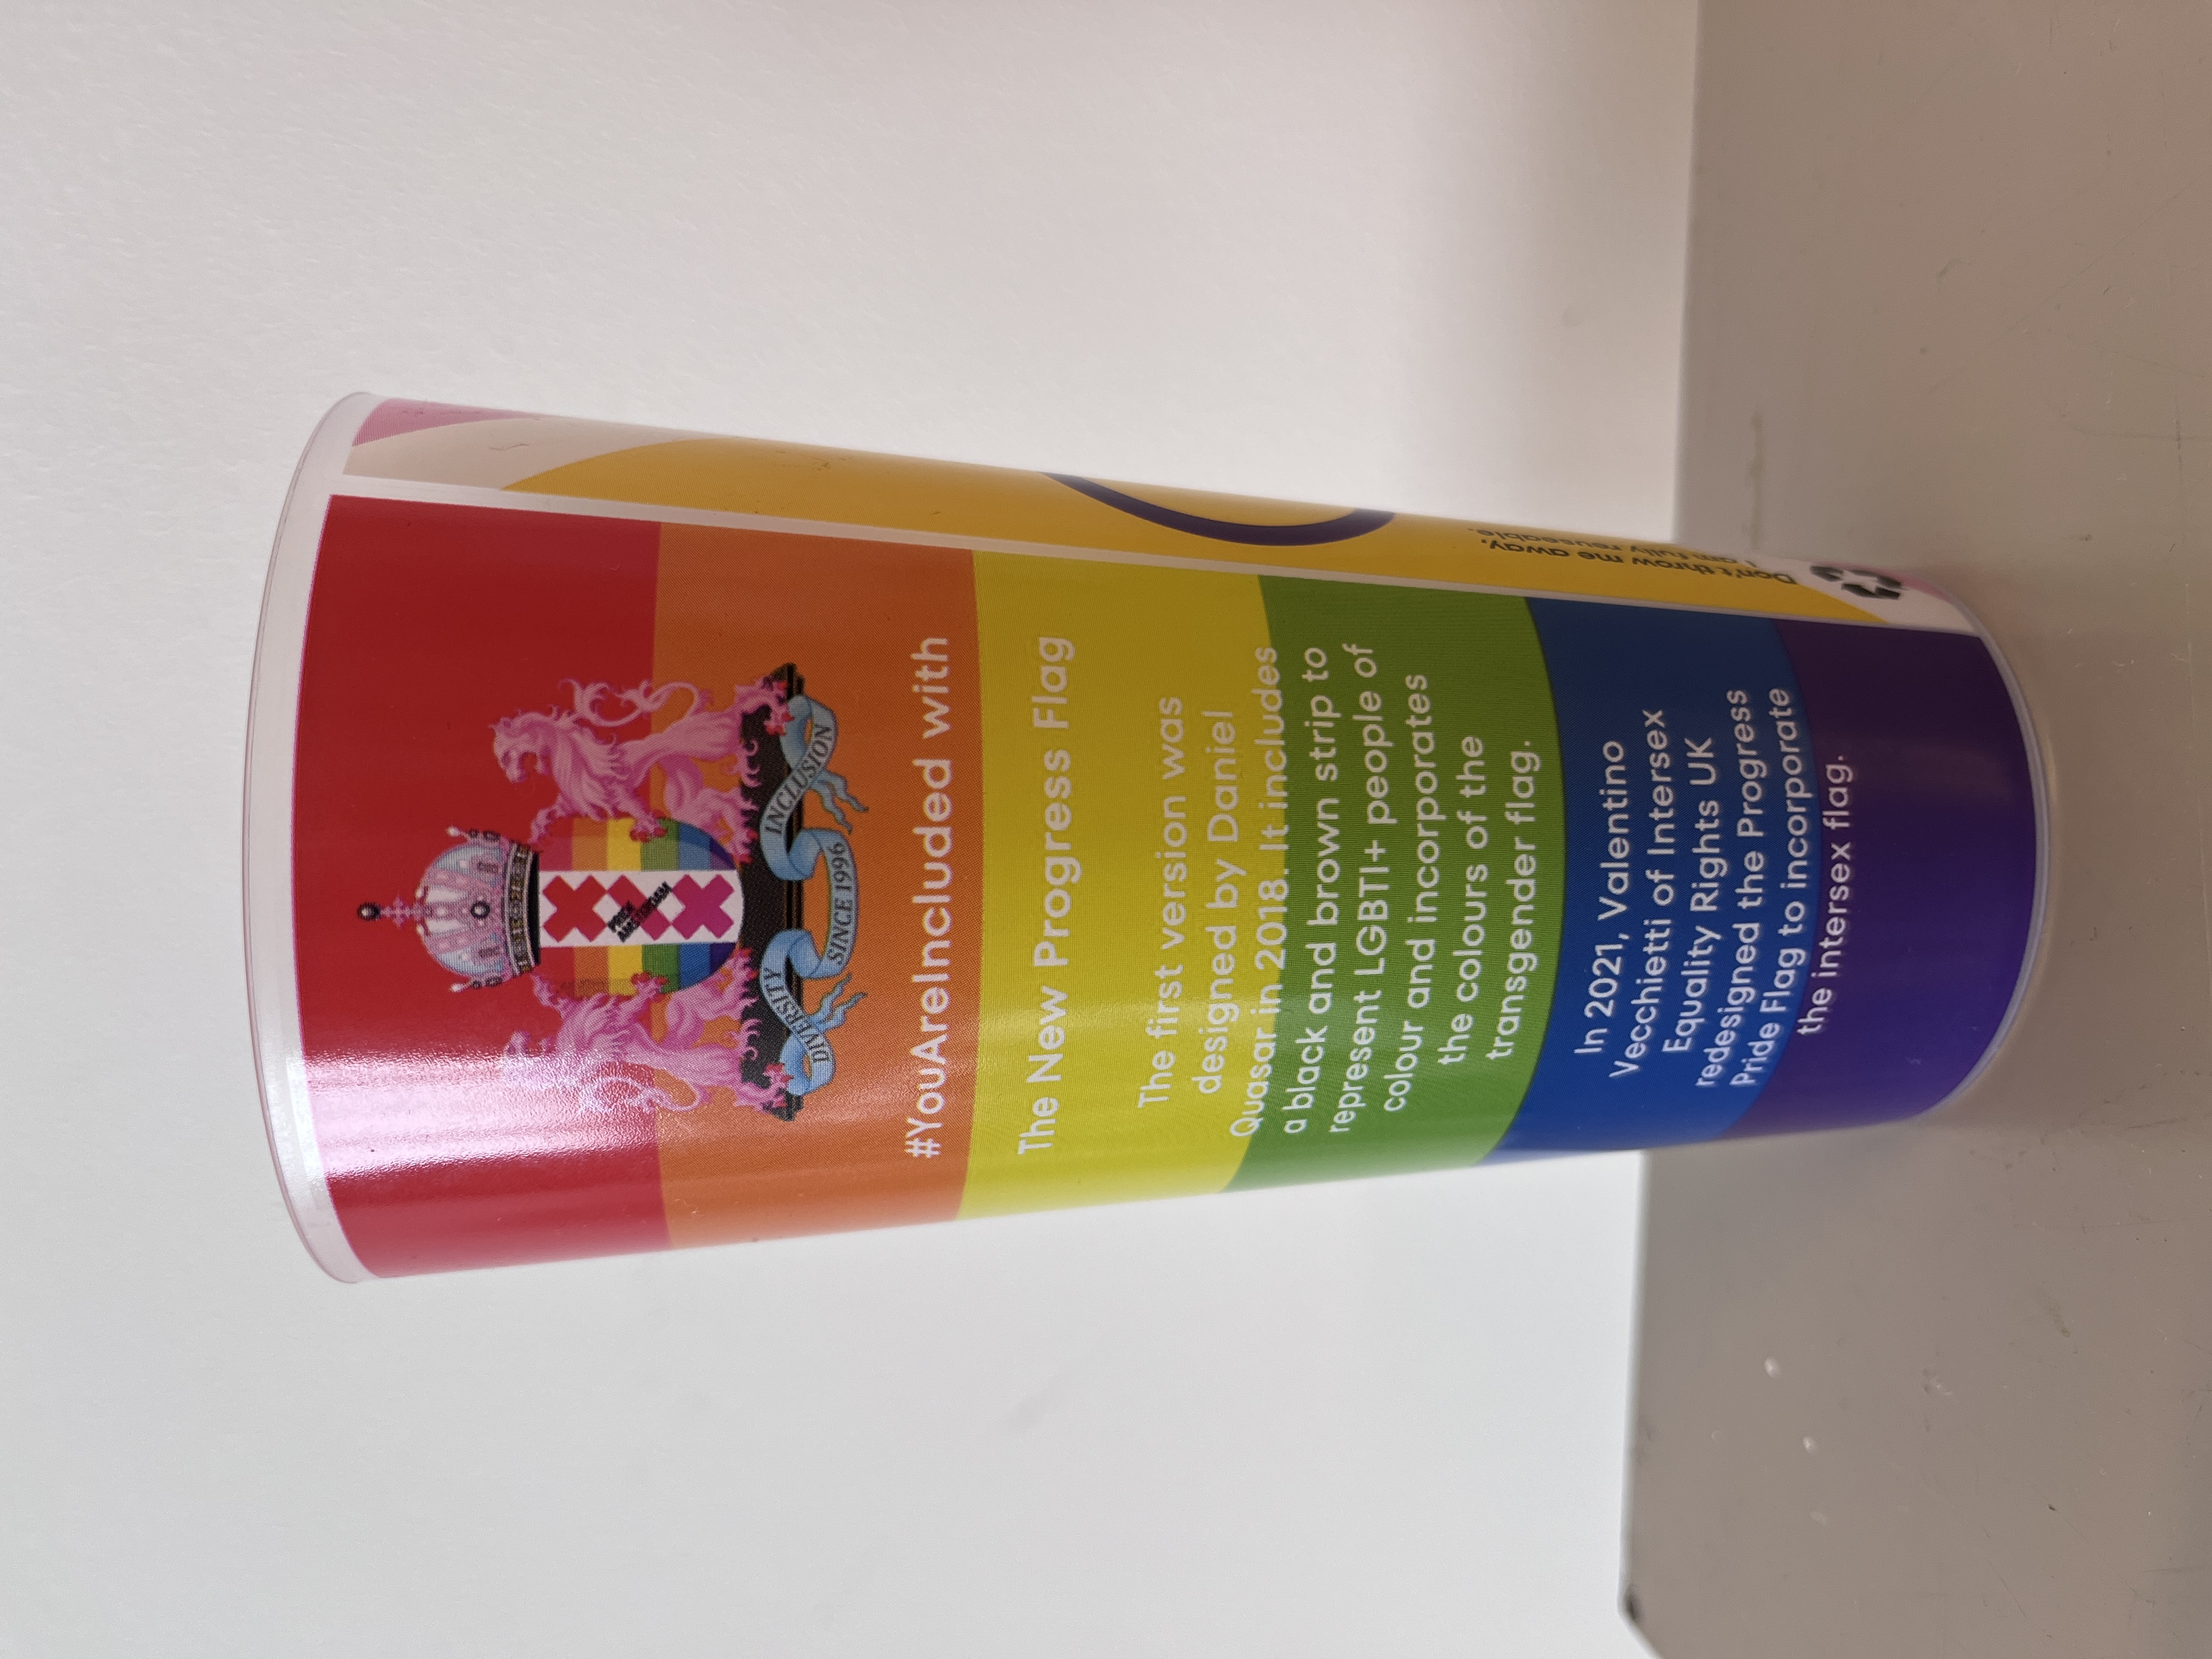 PRIDE
AMSTERDAM
DIVERSITY
SINCE 1996
INCLUSION
#YouAreIncluded with
The New Progress Flag
The first version was
designed by Daniel
Quasar in 2018. It includes
a black and brown strip to
represent LGBTI+ people of
colour and incorporates
the colours of the
transgender flag.
In 2021, Valentino
Vecchietti of Intersex
Equality Rights UK
redesigned the Progress
Pride Flag to incorporate
the intersex flag.
Don't throw me away,
I am fully reuseable.